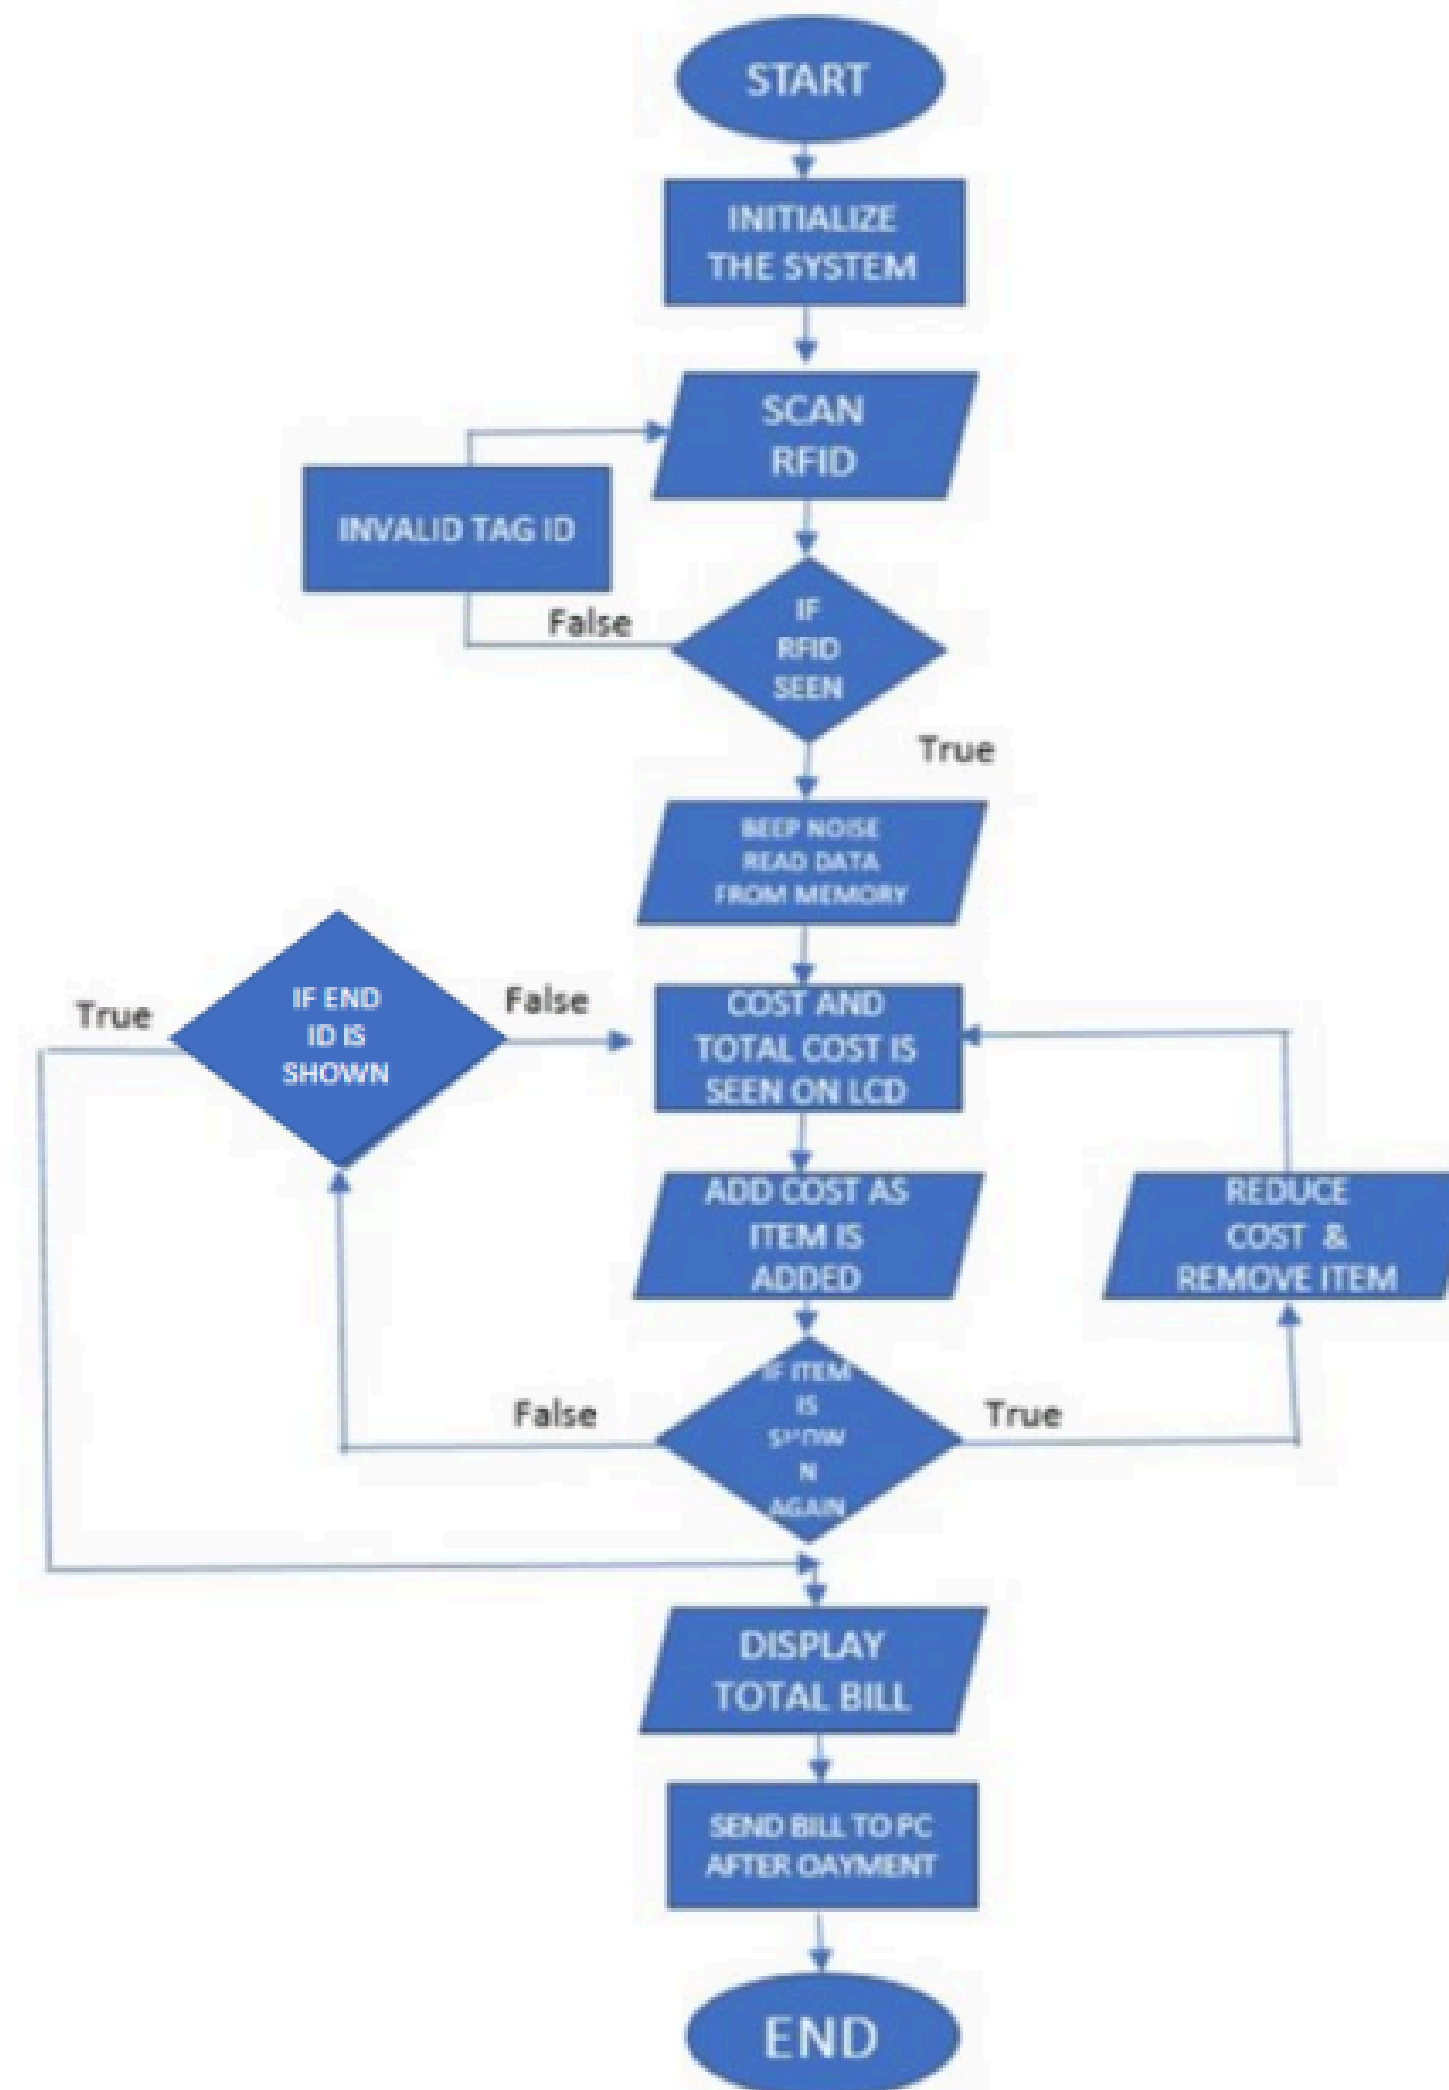 START
INITIALIZE
THE SYSTEM
SCAN
RFID
INVALID TAG ID
False
IF
RFID
SEEN
True
BEEP NOISE
READ DATA
FROM MEMORY
True
IF END
ID IS
SHOWN
False
COST AND
TOTAL COST IS
SEEN ON LCD
ADD COST AS
ITEM IS
ADDED
REDUCE
COST &
REMOVE ITEM
False
IF ITEM
IS
SHOW
N
AGAIN
True
DISPLAY
TOTAL BILL
SEND BILL TO PC
AFTER OAYMENT
END